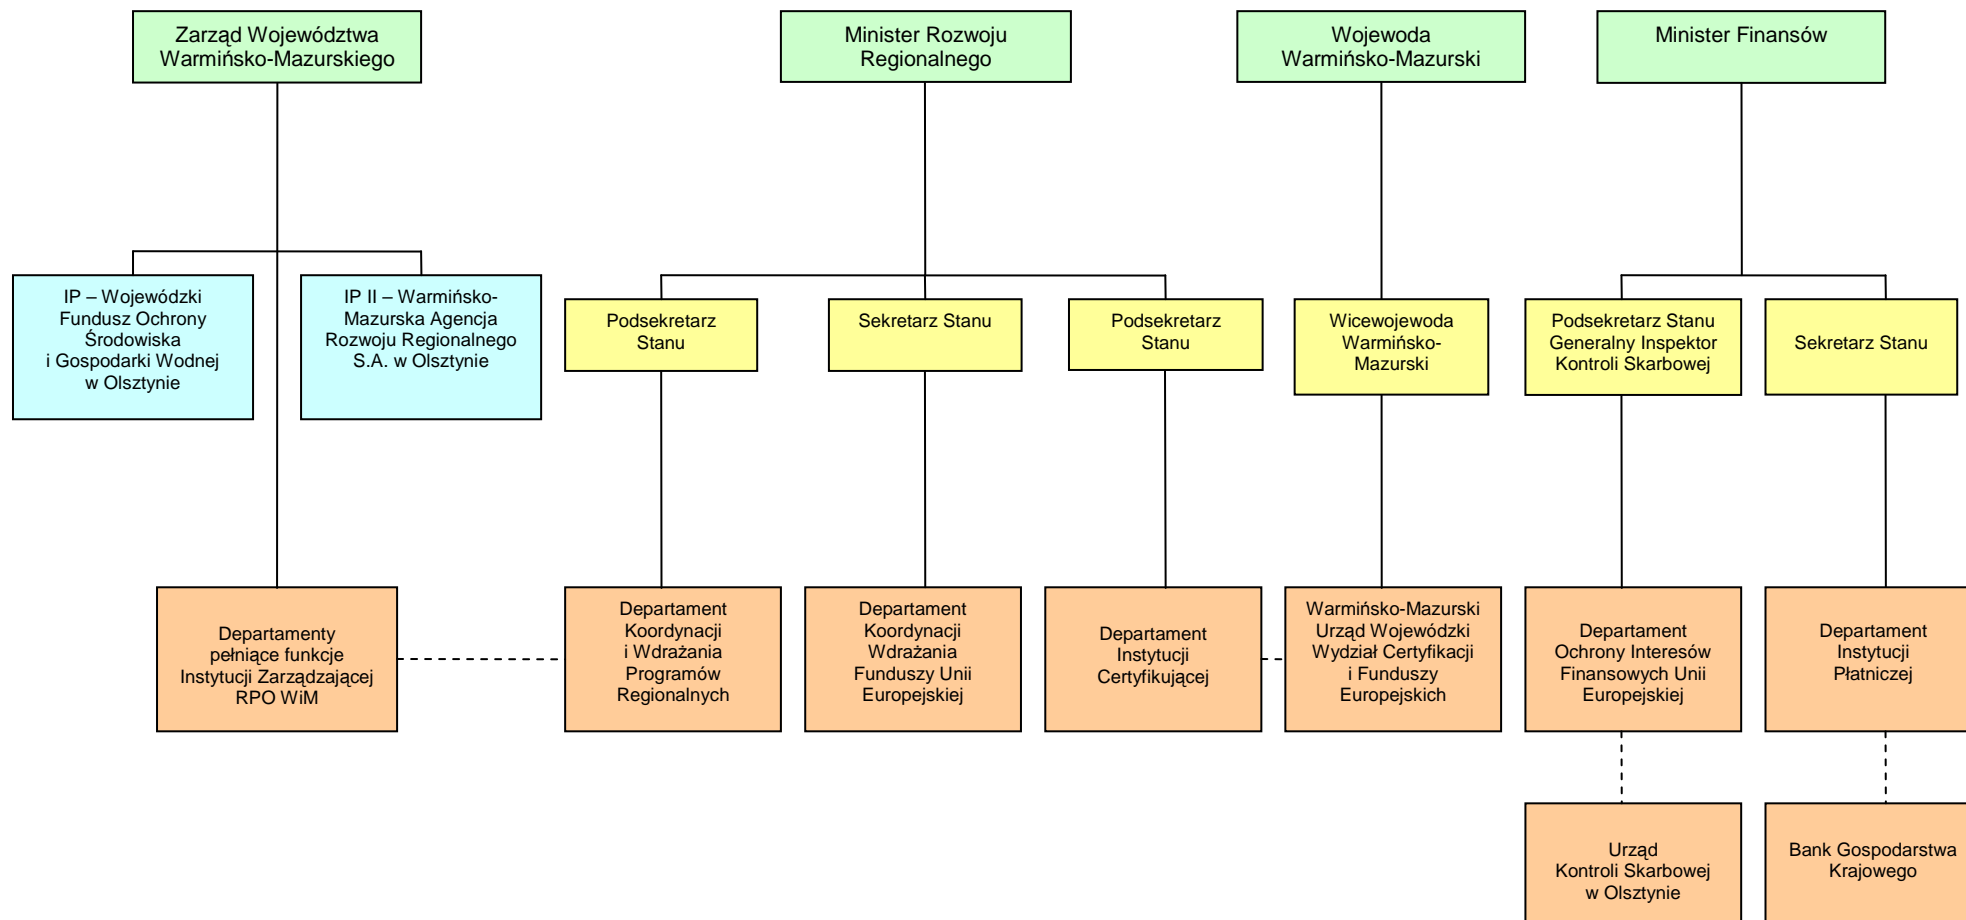 Zarząd Województwa
Warmińsko-Mazurskiego
Minister Rozwoju
Regionalnego
Wojewoda
Warmińsko-Mazurski
Minister Finansów
IP – Wojewódzki
Fundusz Ochrony
Środowiska
i Gospodarki Wodnej
w Olsztynie
IP II – Warmińsko-
Mazurska Agencja
Rozwoju Regionalnego
S.A. w Olsztynie
Podsekretarz
Stanu
Sekretarz Stanu
Podsekretarz
Stanu
Wicewojewoda
Warmińsko-
Mazurski
Podsekretarz Stanu
Generalny Inspektor
Kontroli Skarbowej
Sekretarz Stanu
Departamenty
pełniące funkcje
Instytucji Zarządzającej
RPO WiM
Departament
Koordynacji
i Wdrażania
Programów
Regionalnych
Departament
Koordynacji
Wdrażania
Funduszy Unii
Europejskiej
Departament
Instytucji
Certyfikującej
Warmińsko-Mazurski
Urząd Wojewódzki
Wydział Certyfikacji
i Funduszy
Europejskich
Departament
Ochrony Interesów
Finansowych Unii
Europejskiej
Departament
Instytucji
Płatniczej
Urząd
Kontroli Skarbowej
w Olsztynie
Bank Gospodarstwa
Krajowego